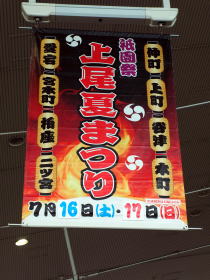 祇園祭
上尾夏まつり
仲町 上町 谷津 本町
愛宕 宮本町 柏座 二ツ宮
7月16日(土)・17日(日)